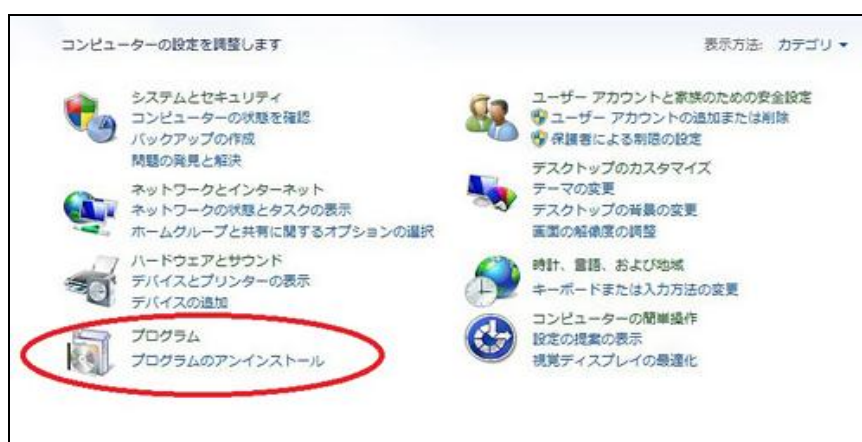 コンピューターの設定を調整します
表示方法: カテゴリ
システムとセキュリティ
コンピューターの状態を確認
バックアップの作成
問題の発見と解決
ネットワークとインターネット
ネットワークの状態とタスクの表示
ホームグループと共有に関するオプションの選択
ハードウェアとサウンド
デバイスとプリンターの表示
デバイスの追加
プログラム
プログラムのアンインストール
ユーザー アカウントと家族のための安全設定
ユーザー アカウントの追加または削除
保護者による制限の設定
デスクトップのカスタマイズ
テーマの変更
デスクトップの背景の変更
画面の解像度の調整
時計、言語、および地域
キーボードまたは入力方法の変更
コンピューターの簡単操作
設定の提案の表示
視覚ディスプレイの最適化